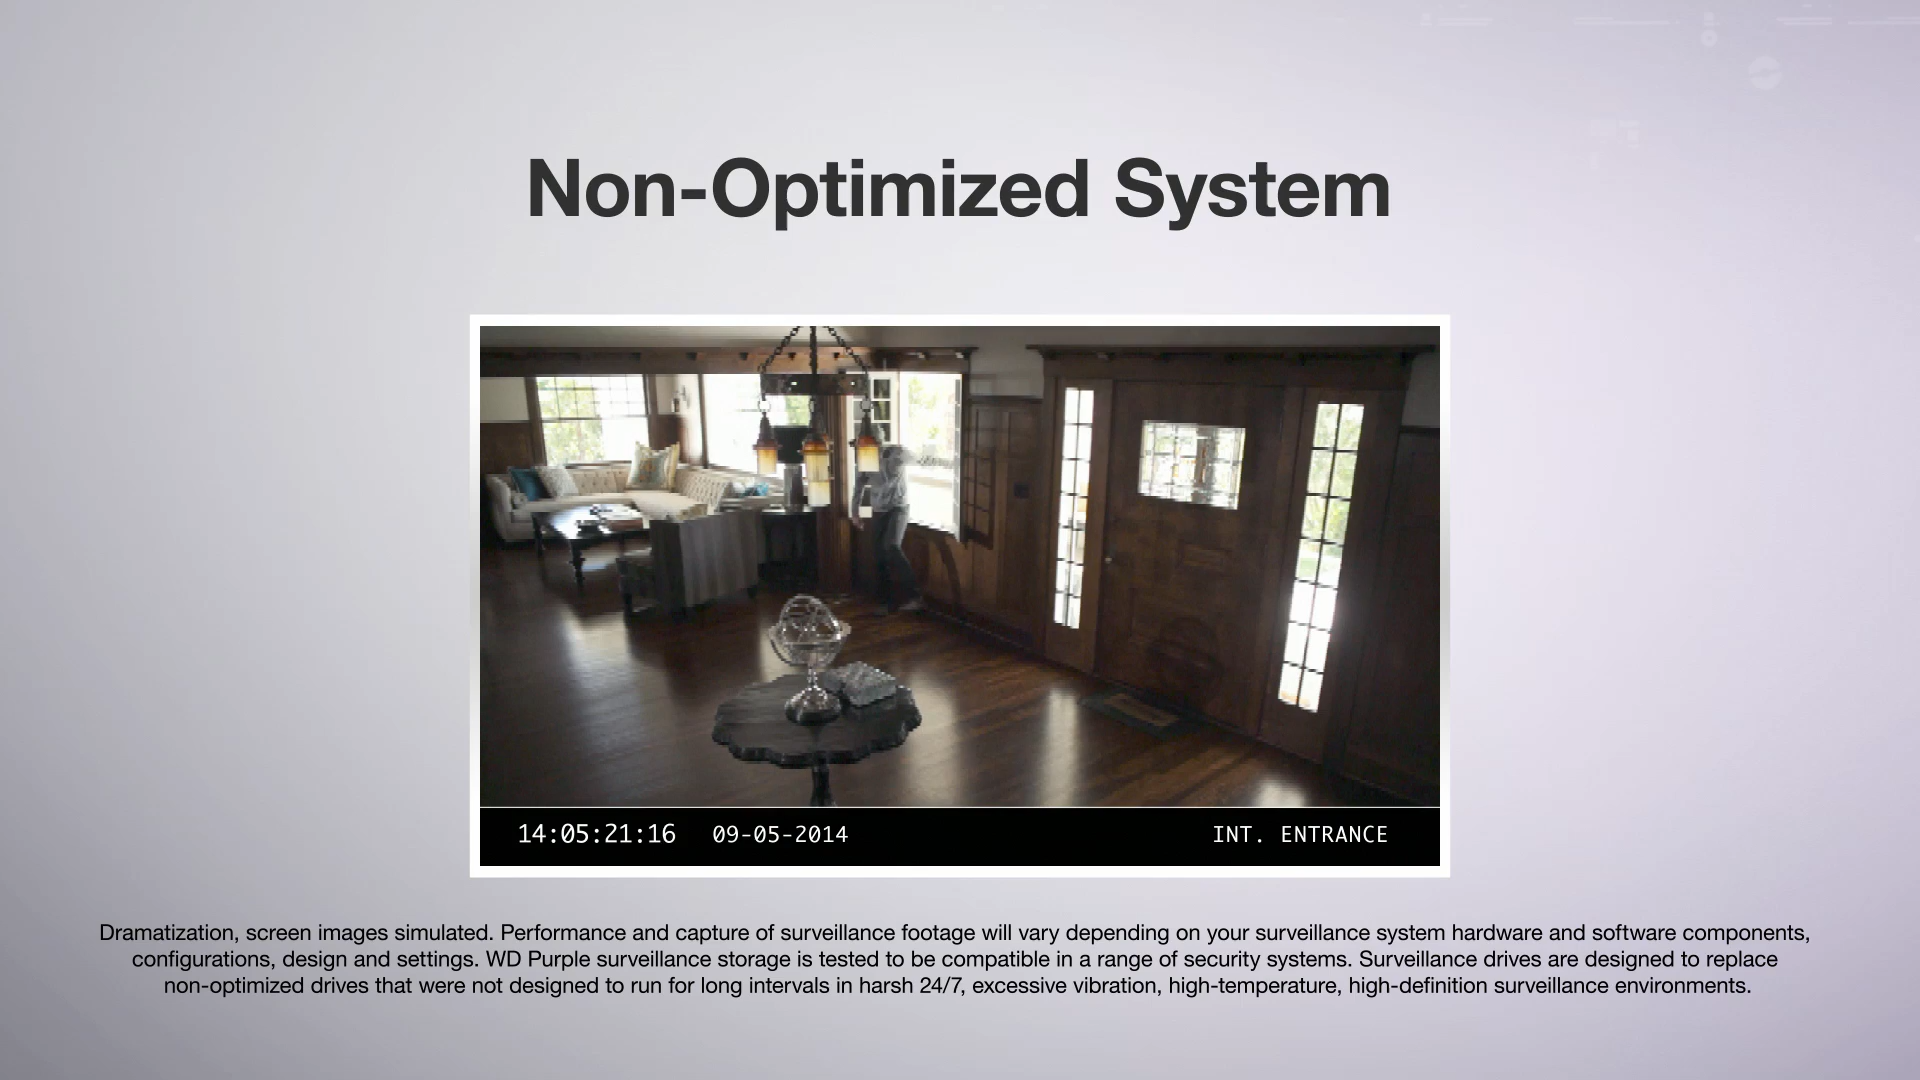 Non-Optimized System
14:05:21:16 09-05-2014 INT. ENTRANCE
Dramatization, screen images simulated. Performance and capture of surveillance footage will vary depending on your surveillance system hardware and software components,
configurations, design and settings. WD Purple surveillance storage is tested to be compatible in a range of security systems. Surveillance drives are designed to replace
non-optimized drives that were not designed to run for long intervals in harsh 24/7, excessive vibration, high-temperature, high-definition surveillance environments.